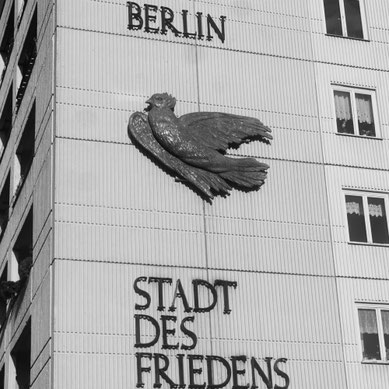 BERLIN
STADT
DES
FRIEDENS